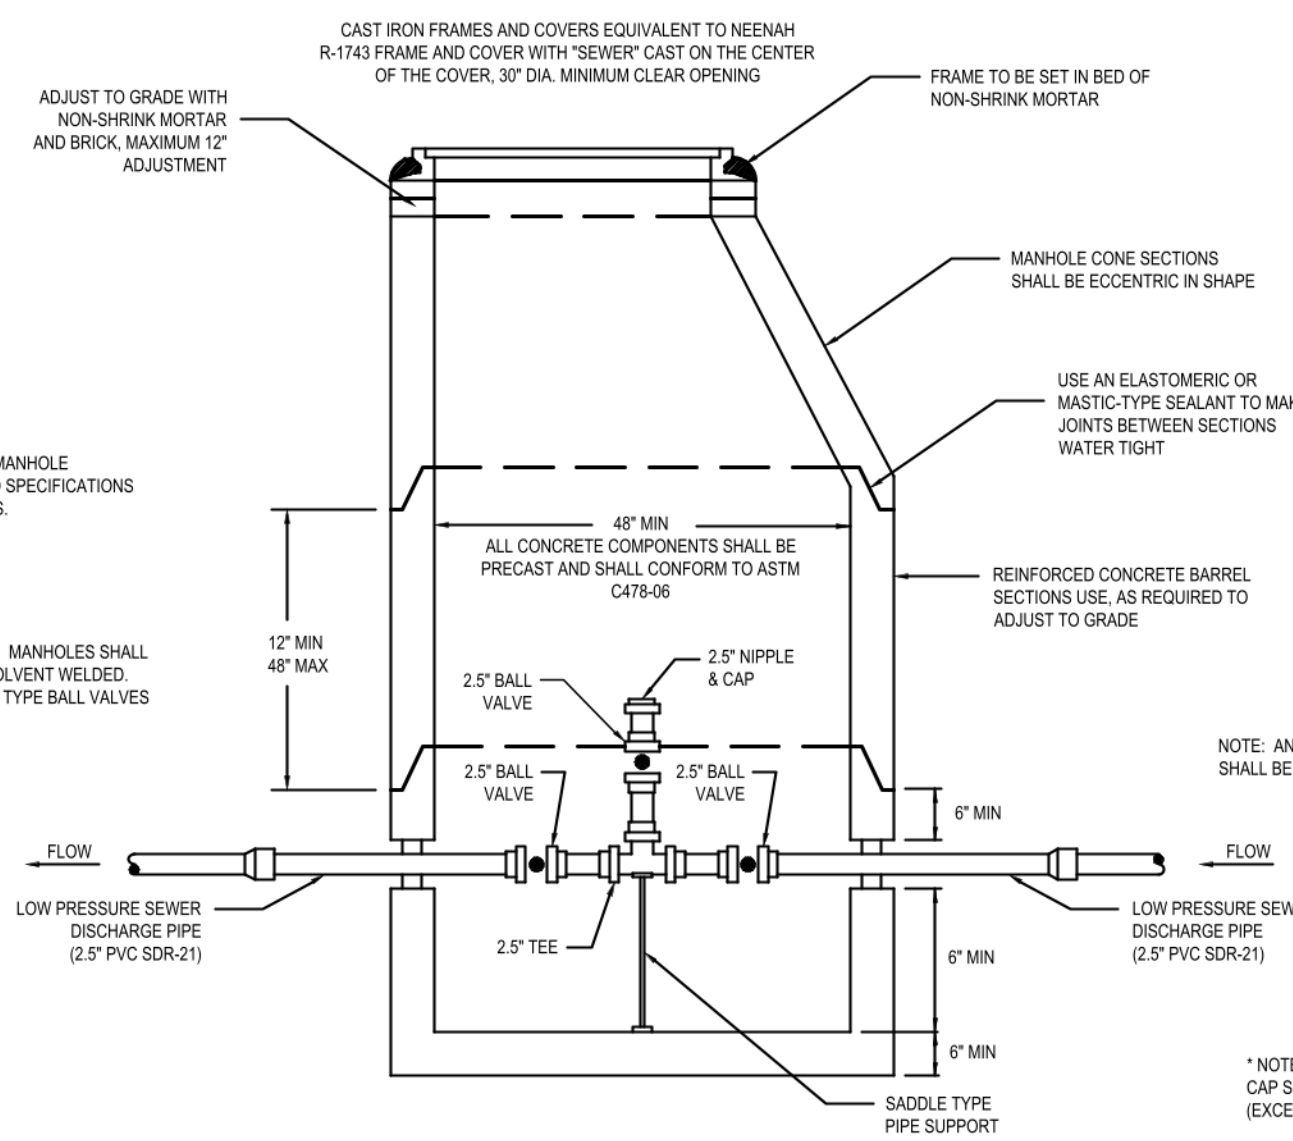 CAST IRON FRAMES AND COVERS EQUIVALENT TO NEENAH
R-1743 FRAME AND COVER WITH "SEWER" CAST ON THE CENTER
OF THE COVER, 30" DIA. MINIMUM CLEAR OPENING
ADJUST TO GRADE WITH
NON-SHRINK MORTAR
AND BRICK, MAXIMUM 12"
ADJUSTMENT
FRAME TO BE SET IN BED OF
NON-SHRINK MORTAR
MANHOLE CONE SECTIONS
SHALL BE ECCENTRIC IN SHAPE
USE AN ELASTOMERIC OR
MASTIC-TYPE SEALANT TO
JOINTS BETWEEN SECTIONS
WATER TIGHT
MANHOLE
SPECIFICATIONS
48" MIN
ALL CONCRETE COMPONENTS SHALL BE
PRECAST AND SHALL CONFORM TO ASTM
C478-06
REINFORCED CONCRETE BARREL
SECTIONS USE, AS REQUIRED TO
ADJUST TO GRADE
12" MIN
48" MAX
MANHOLES SHALL
WELDED.
TYPE BALL VALVES
2.5" NIPPLE
& CAP
2.5" BALL
VALVE
2.5" BALL
VALVE
2.5" BALL
VALVE
NOTE:
SHALL BE
6" MIN
FLOW
FLOW
LOW PRESSURE SEWER
DISCHARGE PIPE
(2.5" PVC SDR-21)
2.5" TEE
LOW PRESSURE
DISCHARGE PIPE
(2.5" PVC SDR-21)
6" MIN
6" MIN
SADDLE TYPE
PIPE SUPPORT
* NOTE
CAP